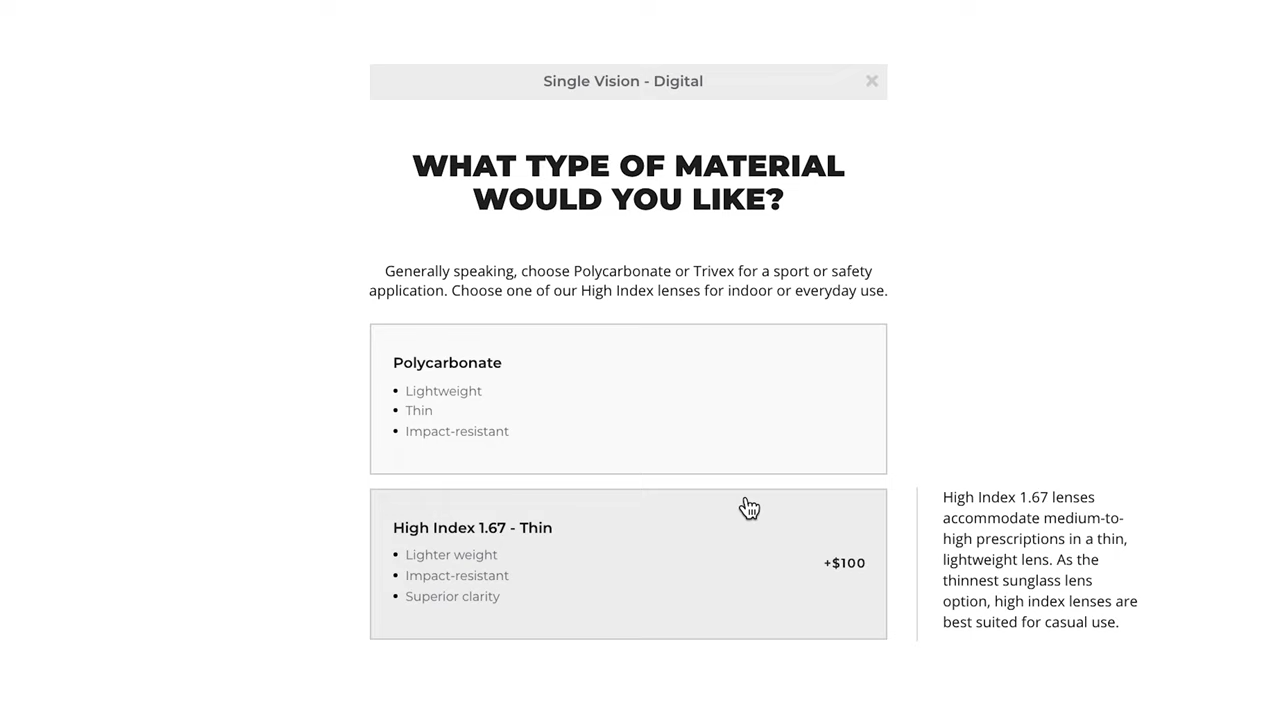 Single Vision - Digital
WHAT TYPE OF MATERIAL
WOULD YOU LIKE?
Generally speaking, choose Polycarbonate or Trivex for a sport or safety
application. Choose one of our High Index lenses for indoor or everyday use.
Polycarbonate
• Lightweight
• Thin
• Impact-resistant
High Index 1.67 - Thin
• Lighter weight
• Impact-resistant
• Superior clarity
+$100
High Index 1.67 lenses
accommodate medium-to-
high prescriptions in a thin,
lightweight lens. As the
thinnest sunglass lens
option, high index lenses are
best suited for casual use.